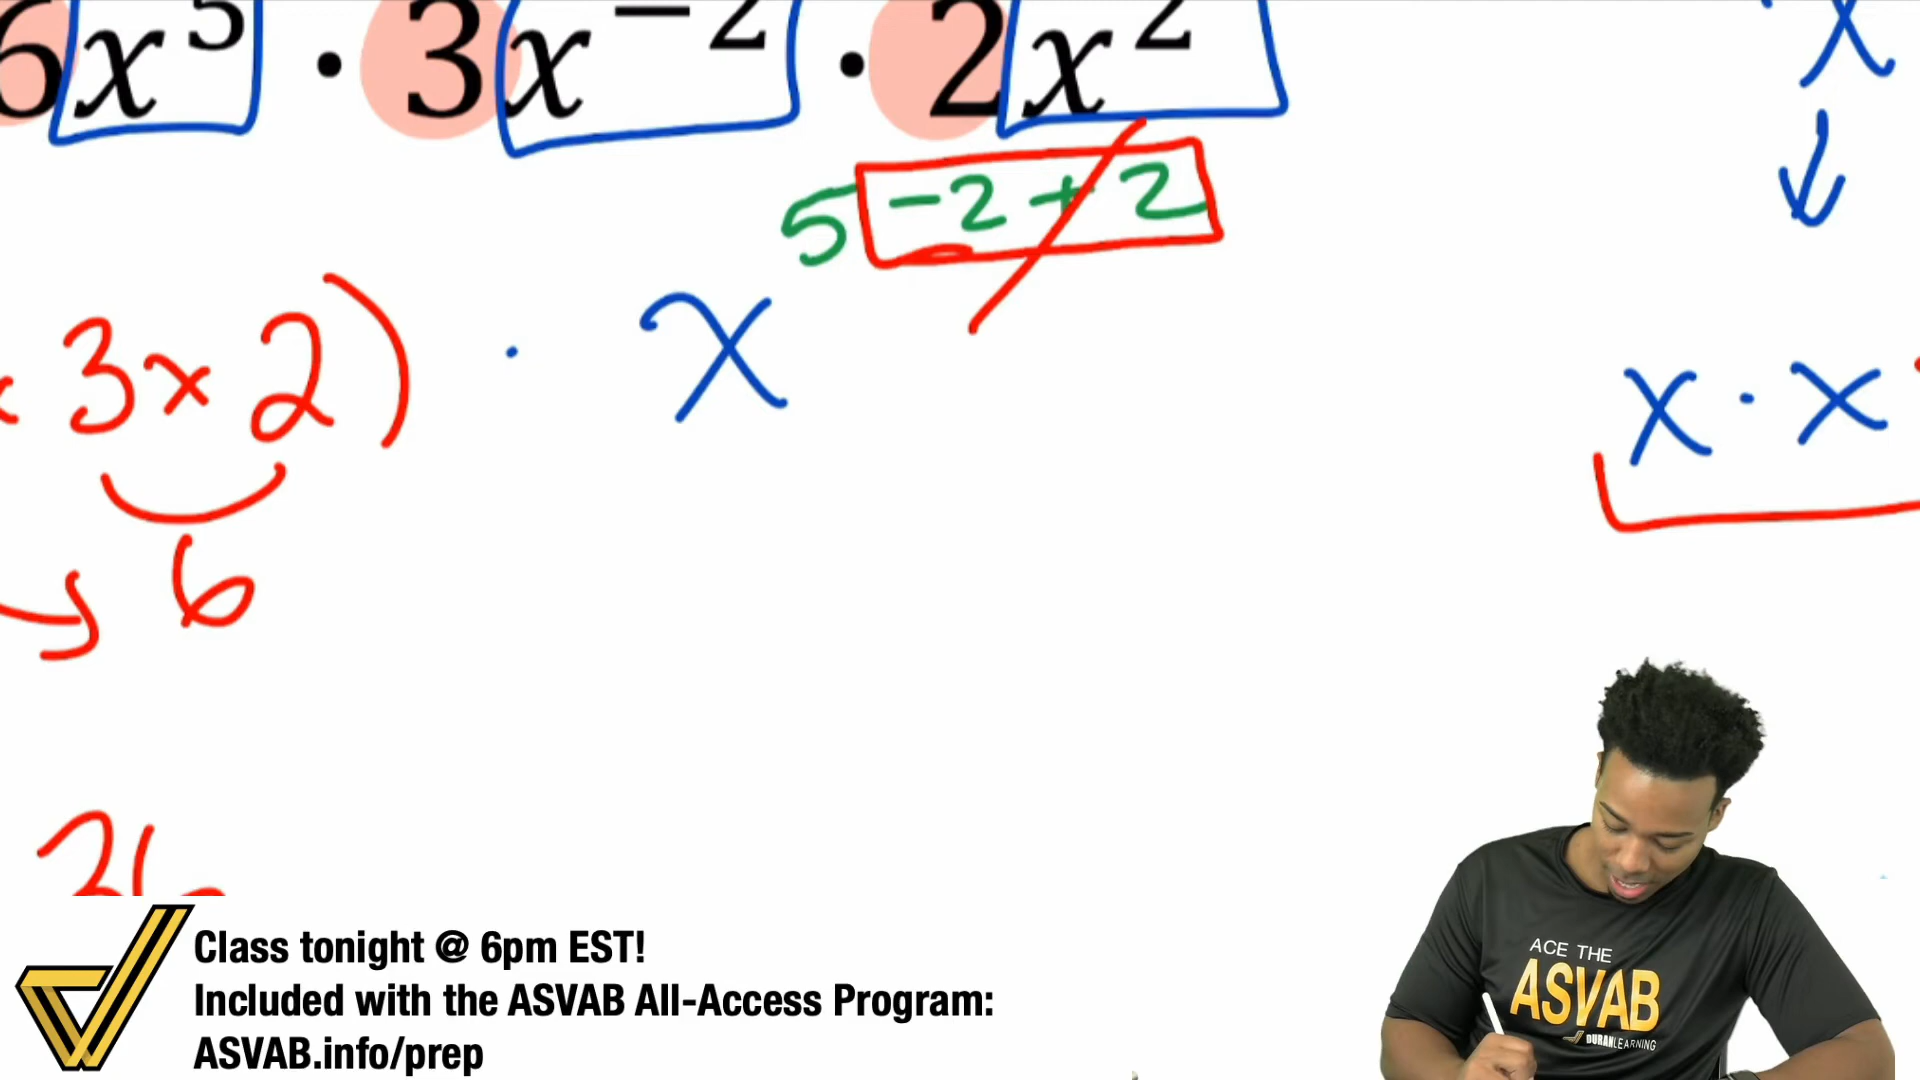 6x⁵ · 3x⁻² · 2x²
x
5 -2 + 2
3 x 2) · x
x · x
6
36
Class tonight @ 6pm EST!
Included with the ASVAB All-Access Program:
ASVAB.info/prep
ACE THE
ASVAB
DURANLEARNING